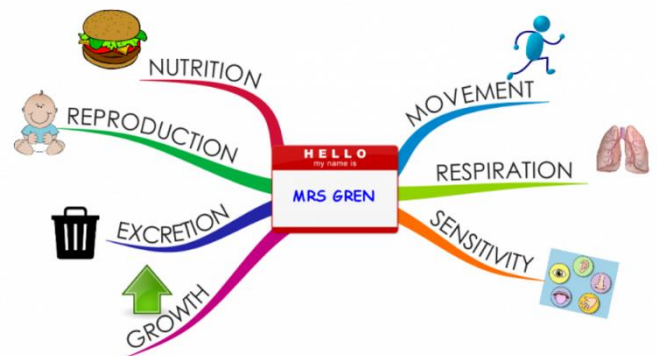 NUTRITION
REPRODUCTION
EXCRETION
GROWTH
HELLO
my name is
MRS GREN
MOVEMENT
RESPIRATION
SENSITIVITY